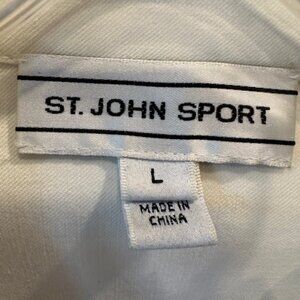 ST. JOHN SPORT
L
MADE IN
CHINA